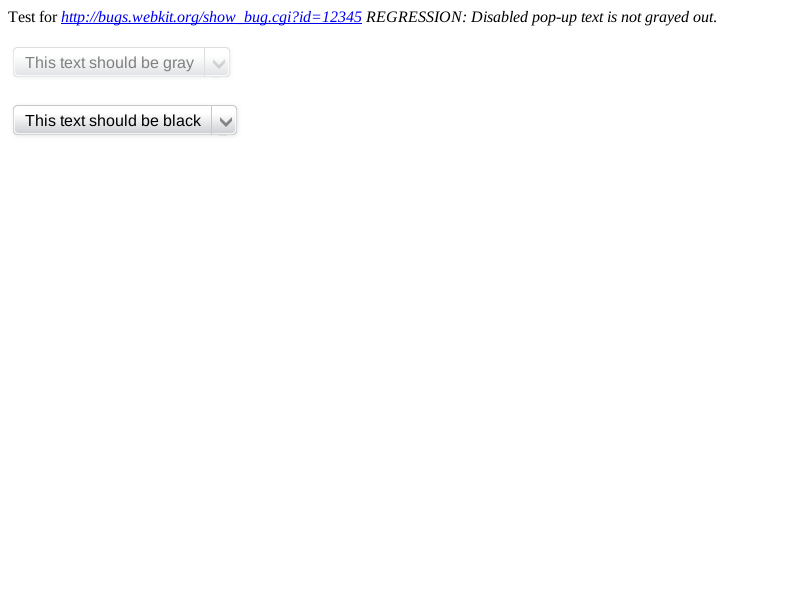 Test for http://bugs.webkit.org/show_bug.cgi?id=12345 REGRESSION: Disabled pop-up text is not grayed out.
This text should be gray
This text should be black